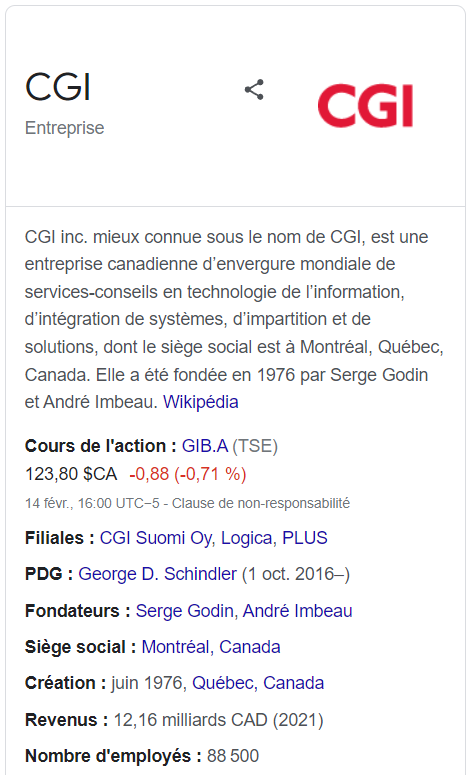 CGI
Entreprise
CGI
CGI inc. mieux connue sous le nom de CGI, est une
entreprise canadienne d’envergure mondiale de
services-conseils en technologie de l’information,
d’intégration de systèmes, d’impartition et de
solutions, dont le siège social est à Montréal, Québec,
Canada. Elle a été fondée en 1976 par Serge Godin
et André Imbeau. Wikipédia
Cours de l'action : GIB.A (TSE)
123,80 $CA -0,88 (-0,71 %)
14 févr., 16:00 UTC−5 - Clause de non-responsabilité
Filiales : CGI Suomi Oy, Logica, PLUS
PDG : George D. Schindler (1 oct. 2016–)
Fondateurs : Serge Godin, André Imbeau
Siège social : Montréal, Canada
Création : juin 1976, Québec, Canada
Revenus : 12,16 milliards CAD (2021)
Nombre d'employés : 88 500